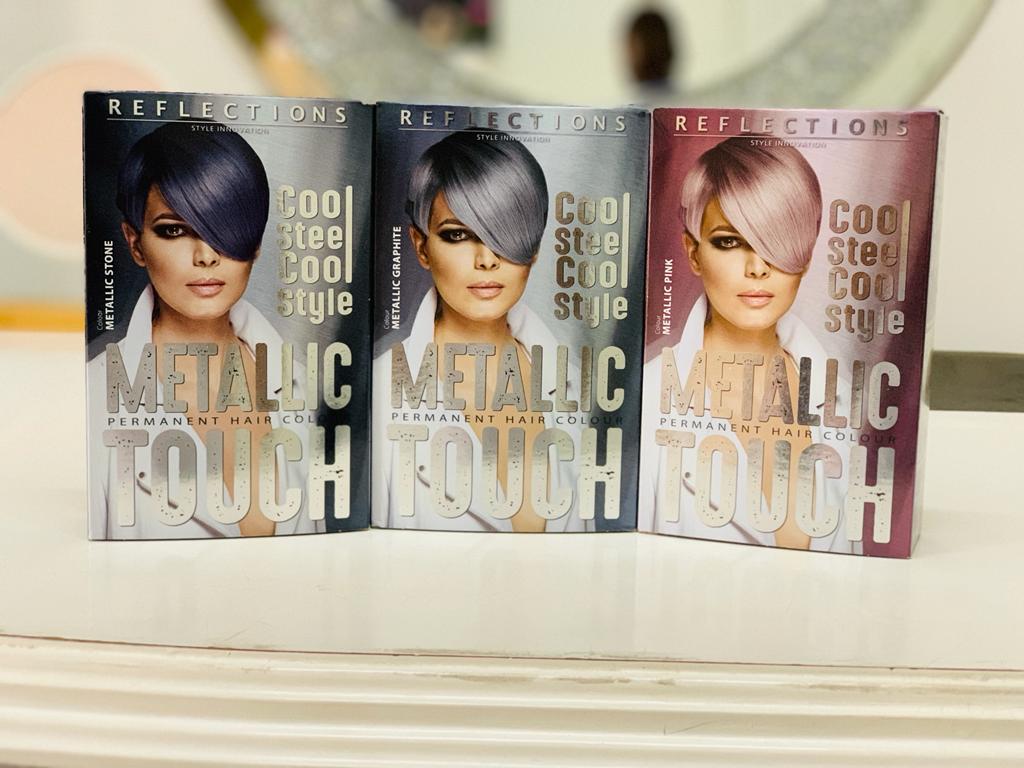 REFLECTIONS
STYLE INNOVATION
Cool
Steel
Cool
Style
Colour
METALLIC STONE
METALLIC
PERMANENT HAIR COLOUR
TOUCH
REFLECTIONS
STYLE INNOVATION
Cool
Steel
Cool
Style
Colour
METALLIC GRAPHITE
METALLIC
PERMANENT HAIR COLOUR
TOUCH
REFLECTIONS
STYLE INNOVATION
Cool
Steel
Cool
Style
Colour
METALLIC PINK
METALLIC
PERMANENT HAIR COLOUR
TOUCH